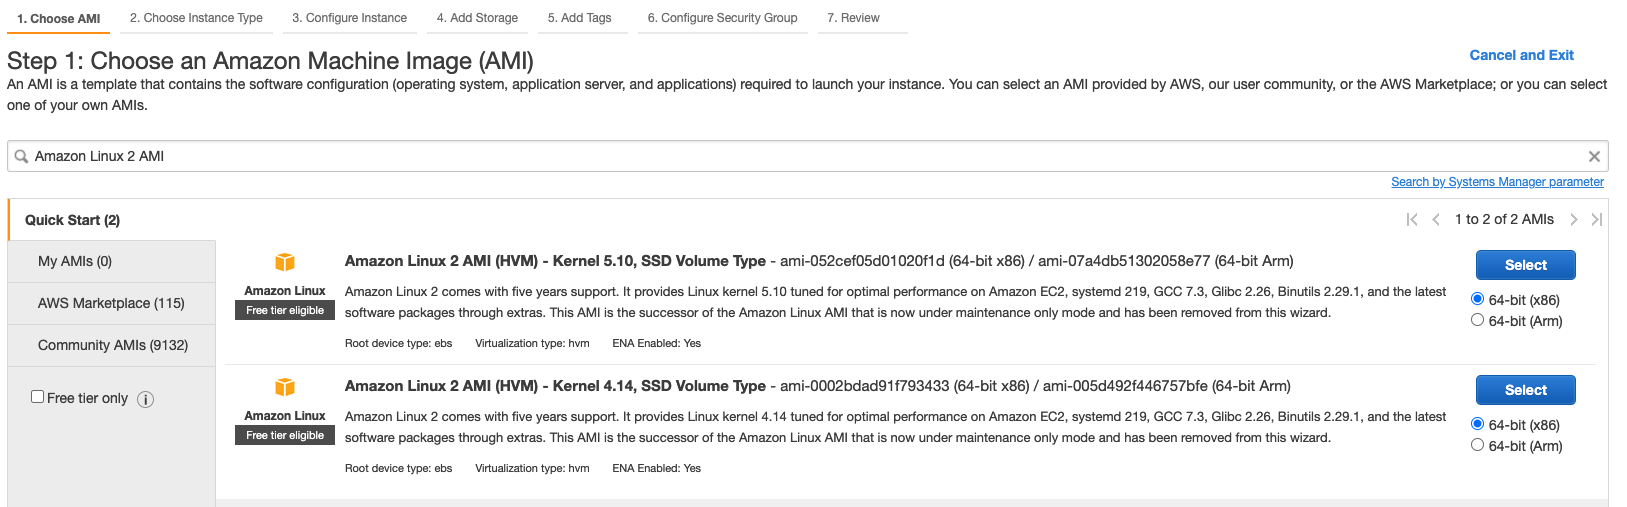 1. Choose AMI 2. Choose Instance Type 3. Configure Instance 4. Add Storage 5. Add Tags 6. Configure Security Group 7. Review
Step 1: Choose an Amazon Machine Image (AMI)
Cancel and Exit
An AMI is a template that contains the software configuration (operating system, application server, and applications) required to launch your instance. You can select an AMI provided by AWS, our user community, or the AWS Marketplace; or you can select
one of your own AMIs.
Amazon Linux 2 AMI
Search by Systems Manager parameter
Quick Start (2)
1 to 2 of 2 AMIs
My AMIs (0)
AWS Marketplace (115)
Community AMIs (9132)
Free tier only
Amazon Linux
Free tier eligible
Amazon Linux 2 AMI (HVM) - Kernel 5.10, SSD Volume Type - ami-052cef05d01020f1d (64-bit x86) / ami-07a4db51302058e77 (64-bit Arm)
Amazon Linux 2 comes with five years support. It provides Linux kernel 5.10 tuned for optimal performance on Amazon EC2, systemd 219, GCC 7.3, Glibc 2.26, Binutils 2.29.1, and the latest
software packages through extras. This AMI is the successor of the Amazon Linux AMI that is now under maintenance only mode and has been removed from this wizard.
Root device type: ebs Virtualization type: hvm ENA Enabled: Yes
Select
64-bit (x86)
64-bit (Arm)
Amazon Linux
Free tier eligible
Amazon Linux 2 AMI (HVM) - Kernel 4.14, SSD Volume Type - ami-0002bdad91f793433 (64-bit x86) / ami-005d492f446757bfe (64-bit Arm)
Amazon Linux 2 comes with five years support. It provides Linux kernel 4.14 tuned for optimal performance on Amazon EC2, systemd 219, GCC 7.3, Glibc 2.26, Binutils 2.29.1, and the latest
software packages through extras. This AMI is the successor of the Amazon Linux AMI that is now under maintenance only mode and has been removed from this wizard.
Root device type: ebs Virtualization type: hvm ENA Enabled: Yes
Select
64-bit (x86)
64-bit (Arm)